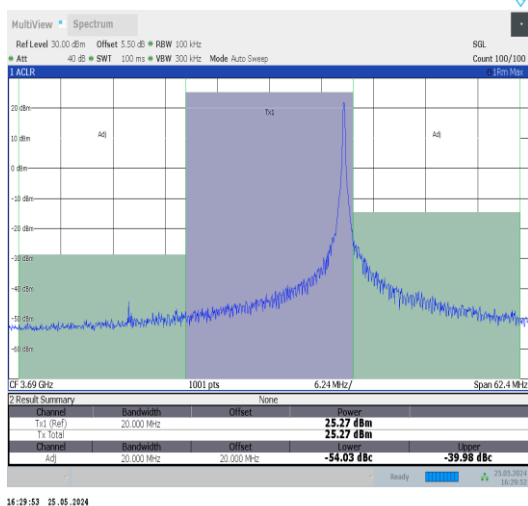 MultiView Spectrum
Ref Level 30.00 dBm Offset 5.50 dB RBW 100 kHz SGL
Att 40 dB SWT 100 ms VBW 300 kHz Mode Auto Sweep Count 100/100
1 ACLR 1Rm Max
20 dBm
Tx1
10 dBm
Adj Adj
0 dBm
-10 dBm
-20 dBm
-30 dBm
-40 dBm
-50 dBm
-60 dBm
CF 3.69 GHz 1001 pts 6.24 MHz/ Span 62.4 MHz
2 Result Summary None
Channel Bandwidth Offset Power
Tx1 (Ref) 20.000 MHz 25.27 dBm
Tx Total 25.27 dBm
Channel Bandwidth Offset Lower Upper
Adj 20.000 MHz 20.000 MHz -54.03 dBc -39.98 dBc
Ready 25.05.2024
16:29:52
16:29:53 25.05.2024